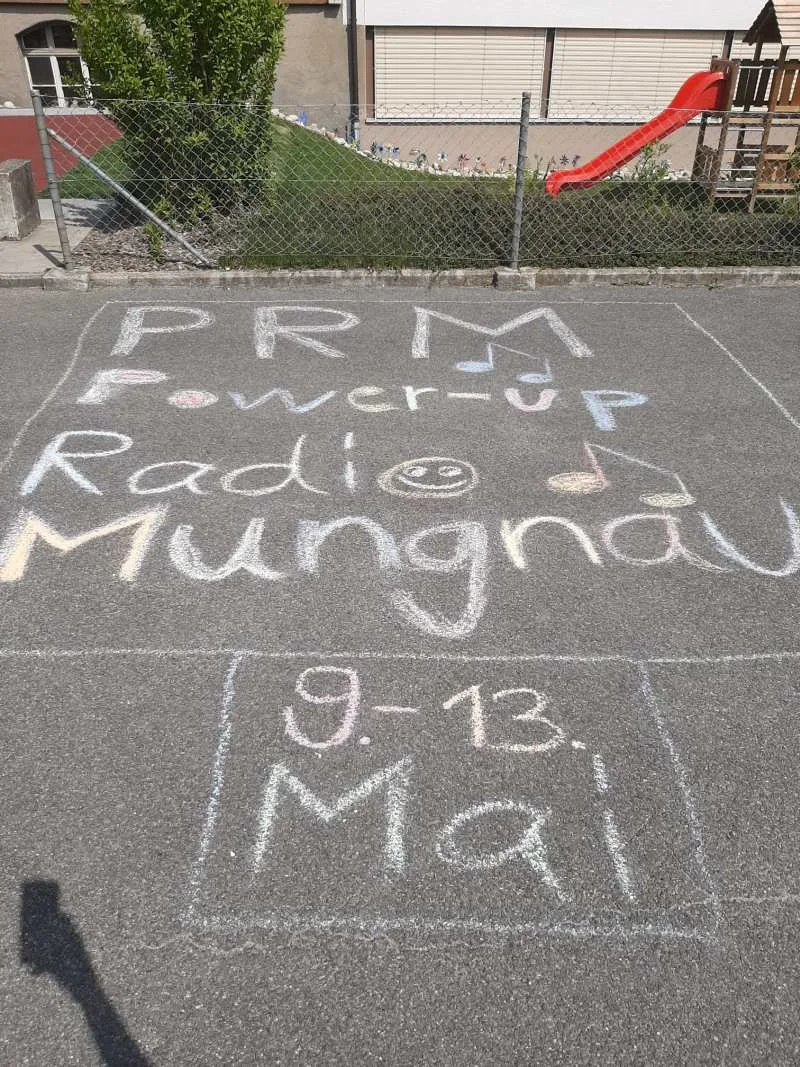 PRM
Power-up
Radio
Mungnau
9.-13.
Mai